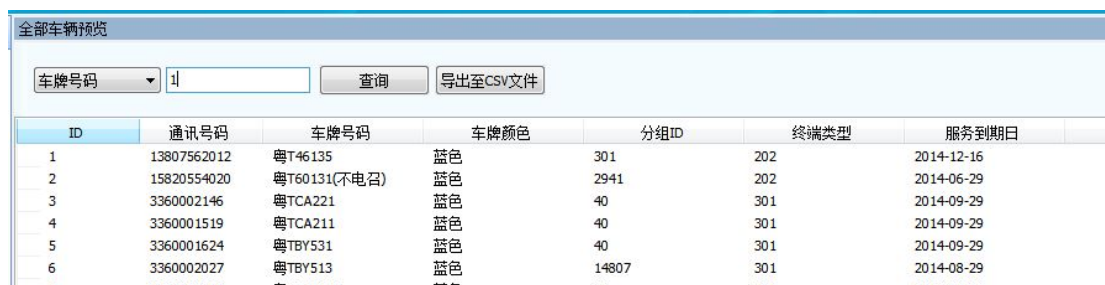 全部车辆预览
车牌号码 1 查询 导出至CSV文件
ID 通讯号码 车牌号码 车牌颜色 分组ID 终端类型 服务到期日
1 13807562012 粤T46135 蓝色 301 202 2014-12-16
2 15820554020 粤T60131(不电召) 蓝色 2941 202 2014-06-29
3 3360002146 粤TCA221 蓝色 40 301 2014-09-29
4 3360001519 粤TCA211 蓝色 40 301 2014-09-29
5 3360001624 粤TBY531 蓝色 40 301 2014-09-29
6 3360002027 粤TBY513 蓝色 14807 301 2014-08-29